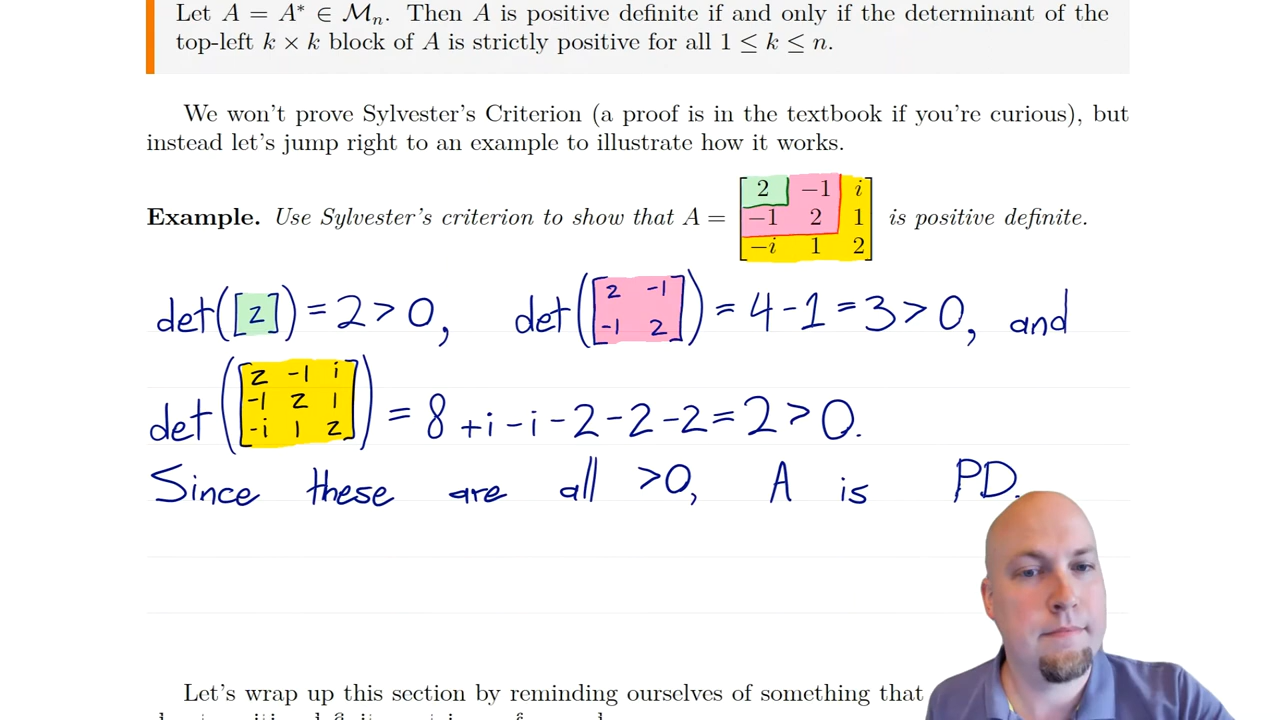 Let A = A* ∈ Mₙ. Then A is positive definite if and only if the determinant of the
top-left k × k block of A is strictly positive for all 1 ≤ k ≤ n.
We won't prove Sylvester's Criterion (a proof is in the textbook if you're curious), but
instead let's jump right to an example to illustrate how it works.
Example. Use Sylvester's criterion to show that A = [2 −1 i; −1 2 1; −i 1 2] is positive definite.
det([2]) = 2 > 0, det([2 -1; -1 2]) = 4 - 1 = 3 > 0, and
det([2 -1 i; -1 2 1; -i 1 2]) = 8 + i - i - 2 - 2 - 2 = 2 > 0.
Since these are all >0, A is PD.
Let's wrap up this section by reminding ourselves of something that